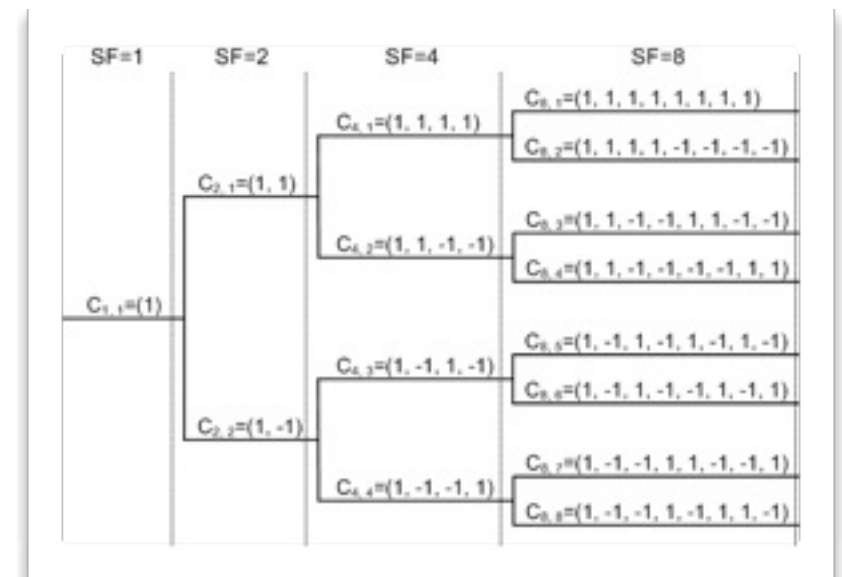 SF=1 SF=2 SF=4 SF=8
C8, 1=(1, 1, 1, 1, 1, 1, 1, 1)
C4, 1=(1, 1, 1, 1)
C8, 2=(1, 1, 1, 1, -1, -1, -1, -1)
C2, 1=(1, 1)
C8, 3=(1, 1, -1, -1, 1, 1, -1, -1)
C4, 2=(1, 1, -1, -1)
C8, 4=(1, 1, -1, -1, -1, -1, 1, 1)
C1, 1=(1)
C8, 5=(1, -1, 1, -1, 1, -1, 1, -1)
C4, 3=(1, -1, 1, -1)
C8, 6=(1, -1, 1, -1, -1, 1, -1, 1)
C2, 2=(1, -1)
C8, 7=(1, -1, -1, 1, 1, -1, -1, 1)
C4, 4=(1, -1, -1, 1)
C8, 8=(1, -1, -1, 1, -1, 1, 1, -1)